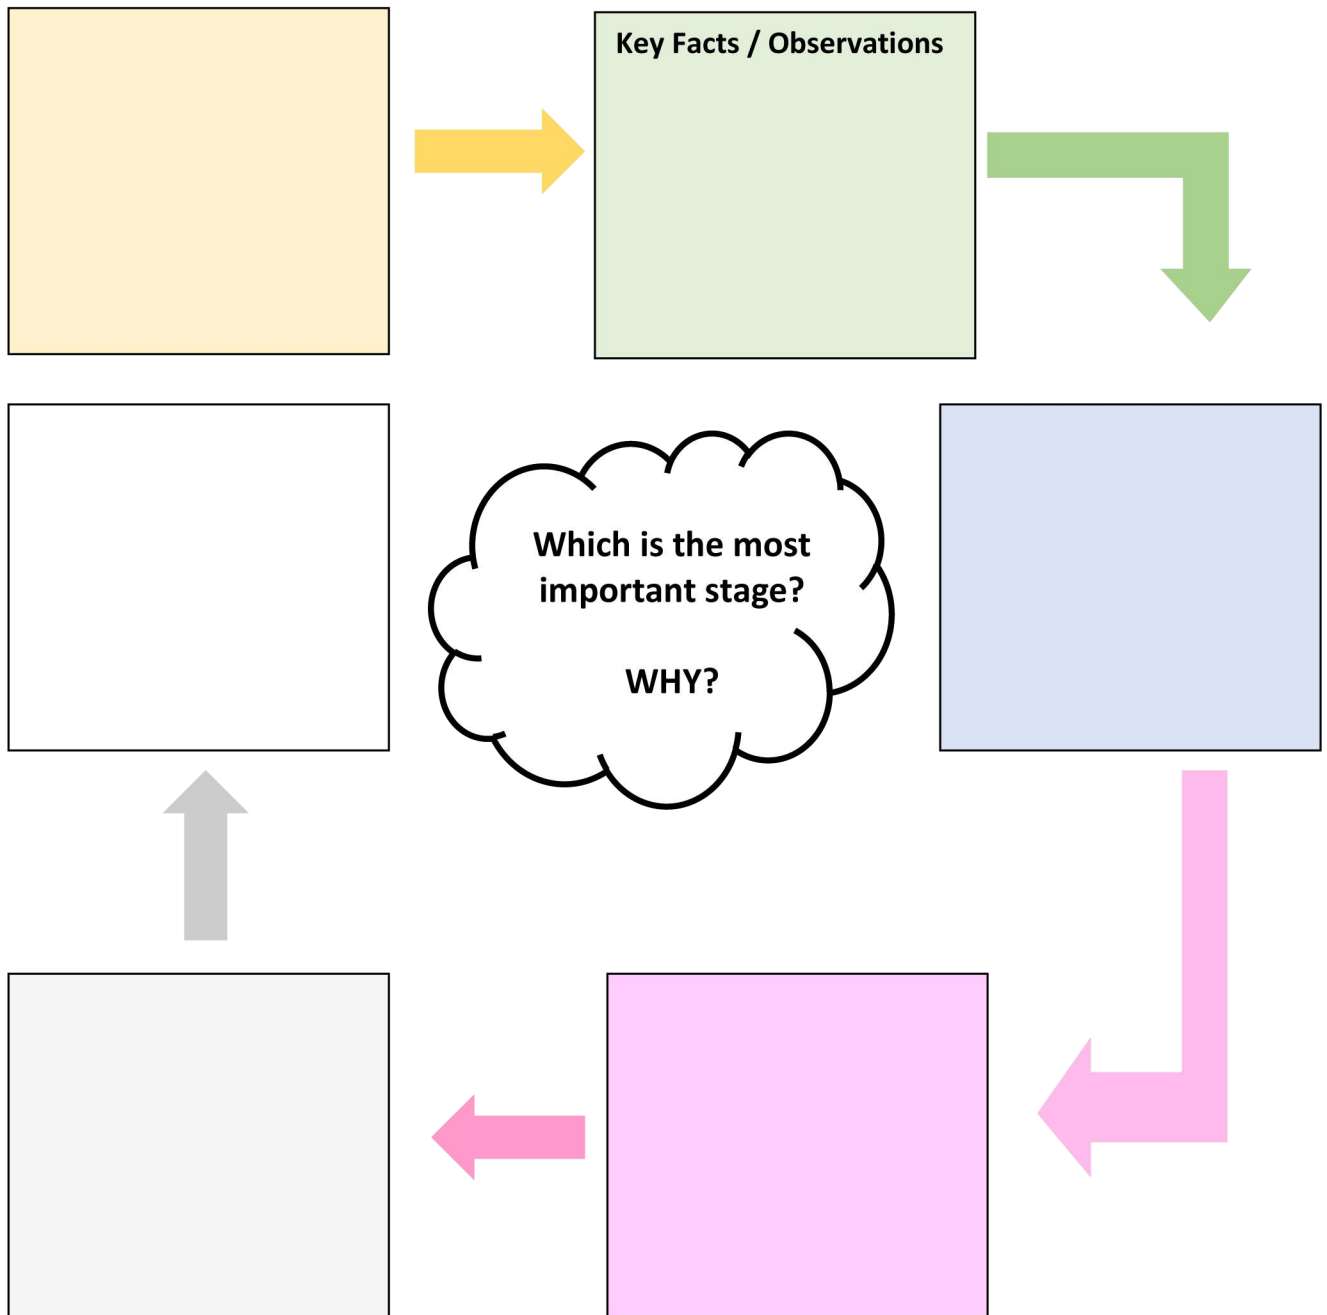 Key Facts / Observations
Which is the most
important stage?
WHY?